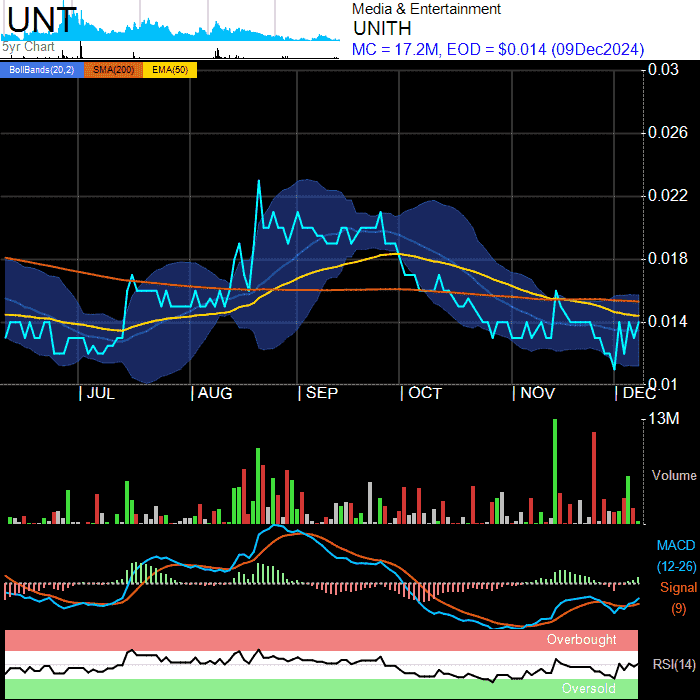 UNT
5yr Chart
Media & Entertainment
UNITH
MC = 17.2M, EOD = $0.014 (09Dec2024)
BollBands(20,2) SMA(200) EMA(50)
0.03
0.026
0.022
0.018
0.014
0.01
| JUL | AUG | SEP | OCT | NOV | DEC
13M
Volume
MACD
(12-26)
Signal
(9)
Overbought
RSI(14)
Oversold